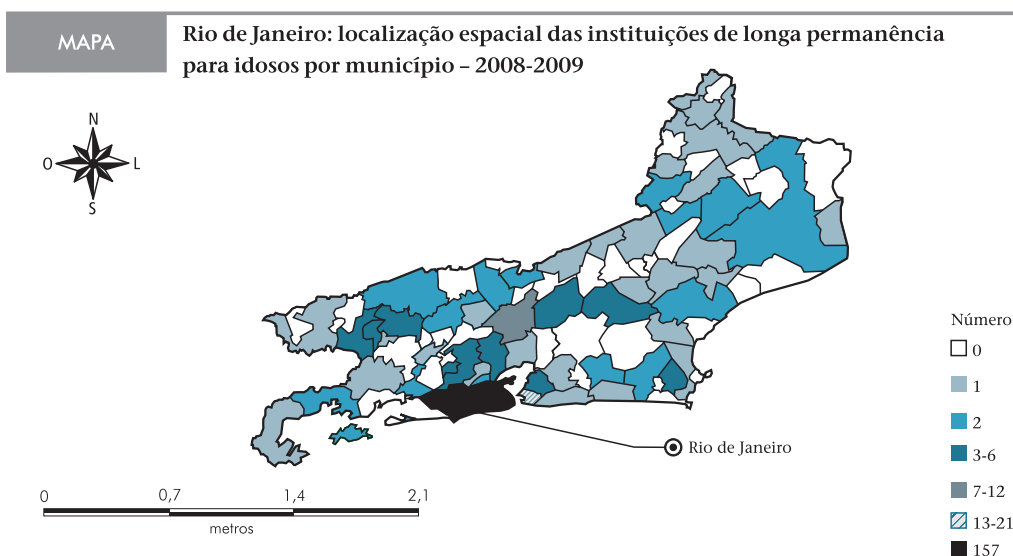 MAPA
Rio de Janeiro: localização espacial das instituições de longa permanência
para idosos por município – 2008-2009
N
O
L
S
Rio de Janeiro
Número
0
1
2
3-6
7-12
13-21
157
0 0,7 1,4 2,1
metros